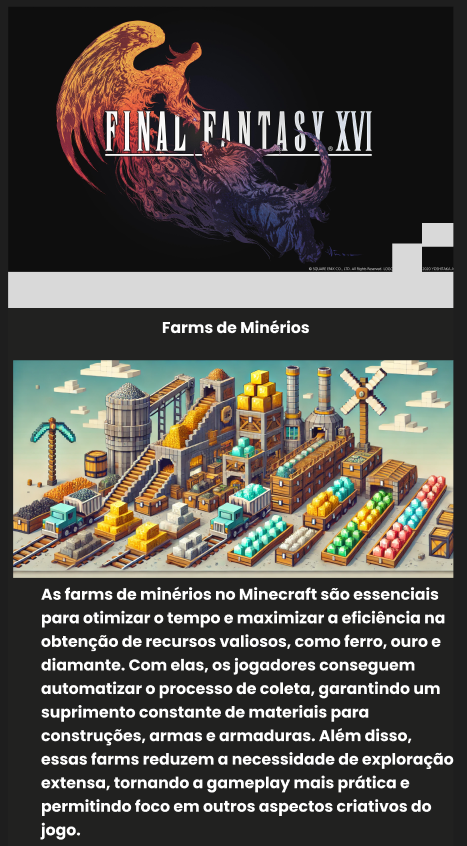 FINAL FANTASY XVI
Farms de Minérios
As farms de minérios no Minecraft são essenciais
para otimizar o tempo e maximizar a eficiência na
obtenção de recursos valiosos, como ferro, ouro e
diamante. Com elas, os jogadores conseguem
automatizar o processo de coleta, garantindo um
suprimento constante de materiais para
construções, armas e armaduras. Além disso,
essas farms reduzem a necessidade de exploração
extensa, tornando a gameplay mais prática e
permitindo foco em outros aspectos criativos do
jogo.